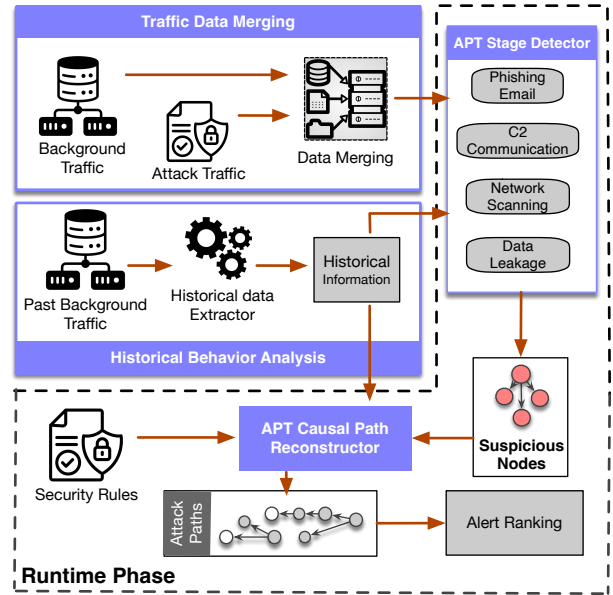 Traffic Data Merging
Background
Traffic
Attack Traffic
Data Merging
APT Stage Detector
Phishing
Email
C2
Communication
Network
Scanning
Data
Leakage
Past Background
Traffic
Historical data
Extractor
Historical
Information
Historical Behavior Analysis
Security Rules
APT Causal Path
Reconstructor
Suspicious
Nodes
Attack
Paths
Alert Ranking
Runtime Phase